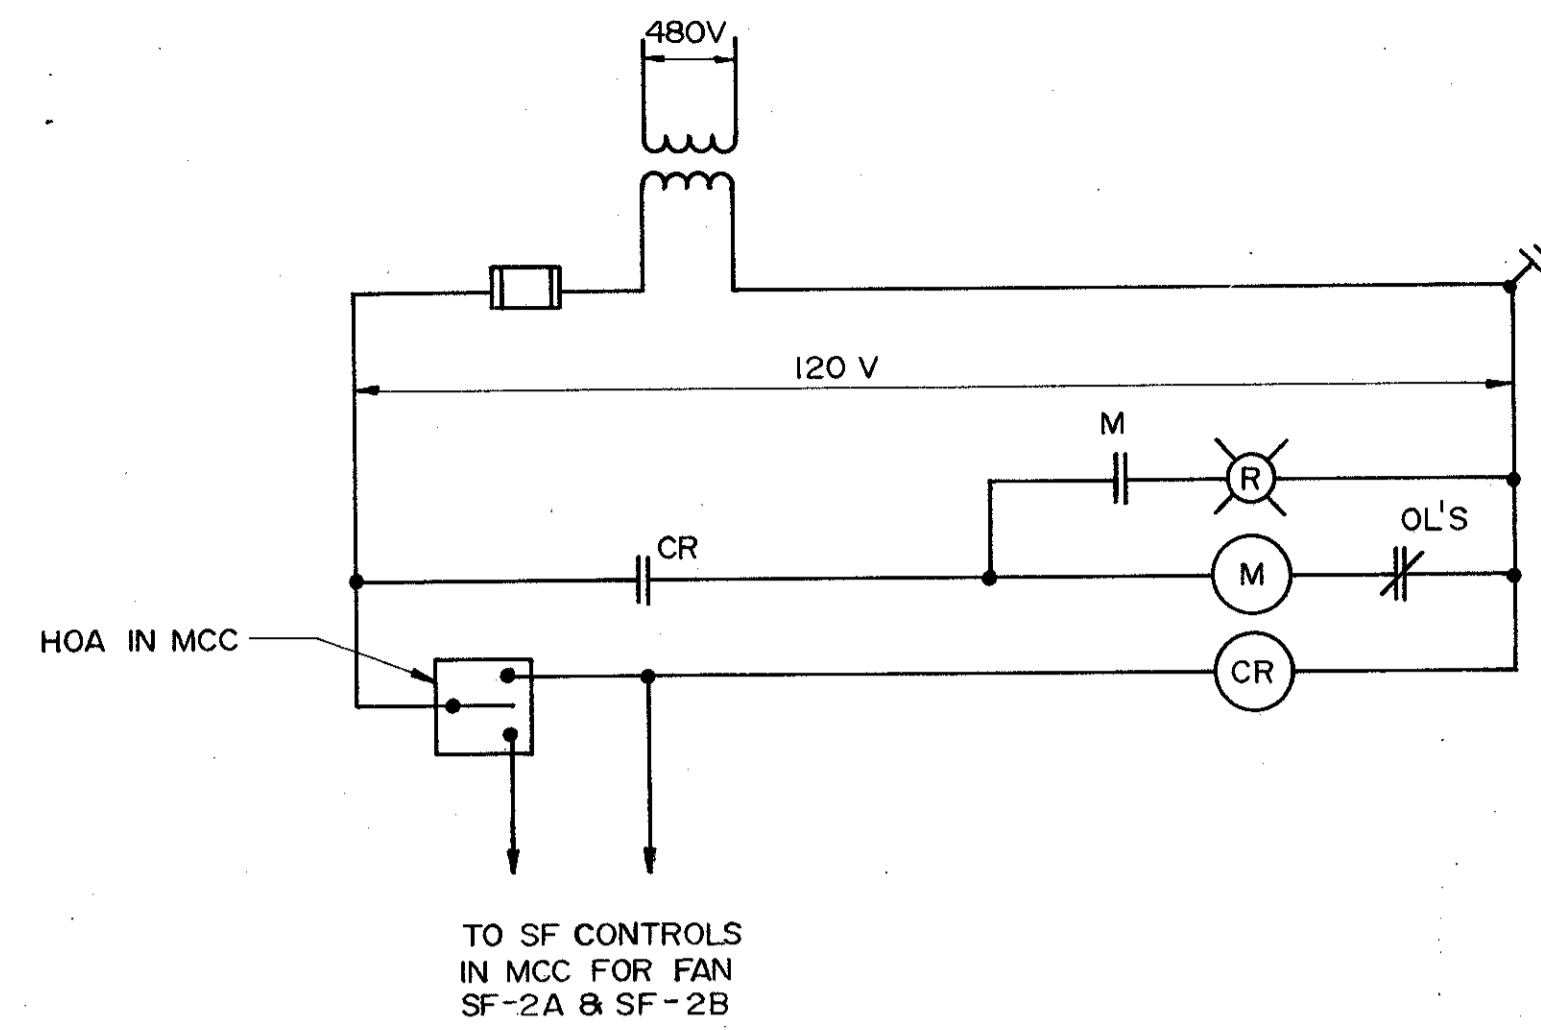 480V
120 V
M
R
OL'S
CR
M
HOA IN MCC
CR
TO SF CONTROLS
IN MCC FOR FAN
SF-2A & SF-2B